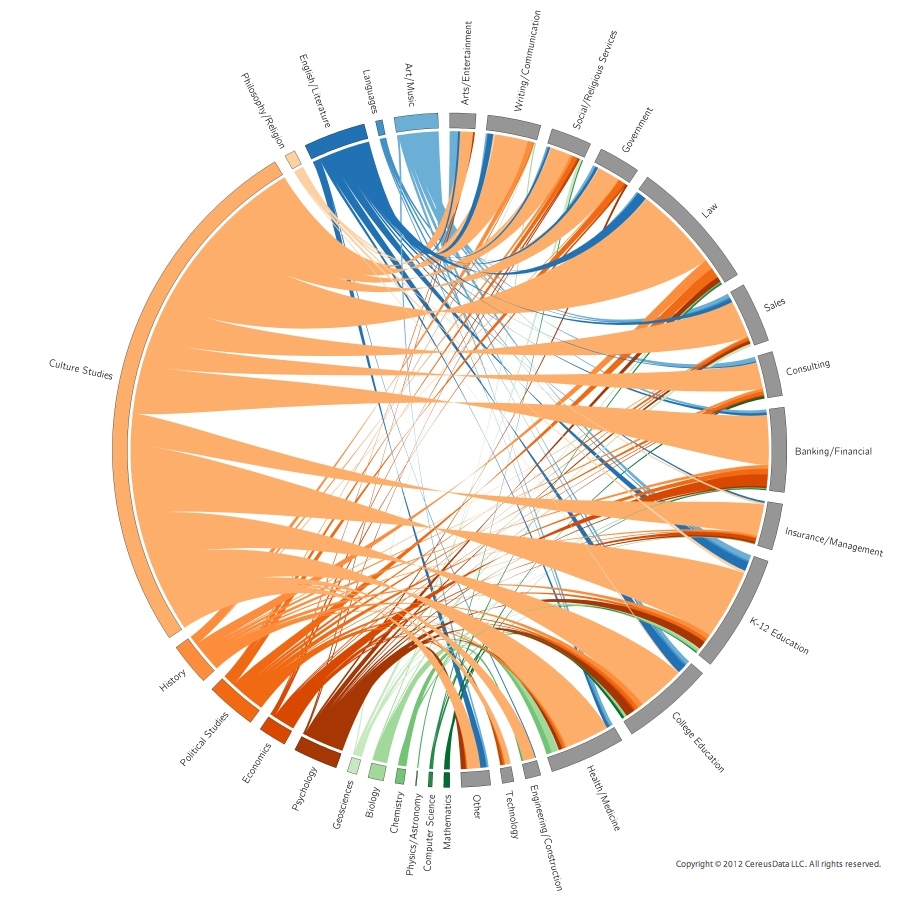 Philosophy/Religion
English/Literature
Languages
Art/Music
Arts/Entertainment
Writing/Communication
Social/Religious Services
Government
Law
Sales
Consulting
Banking/Financial
Insurance/Management
K-12 Education
College Education
Health/Medicine
Engineering/Construction
Technology
Other
Mathematics
Computer Science
Physics/Astronomy
Chemistry
Biology
Geosciences
Psychology
Economics
Political Studies
History
Culture Studies
Copyright © 2012 CereusData LLC. All rights reserved.